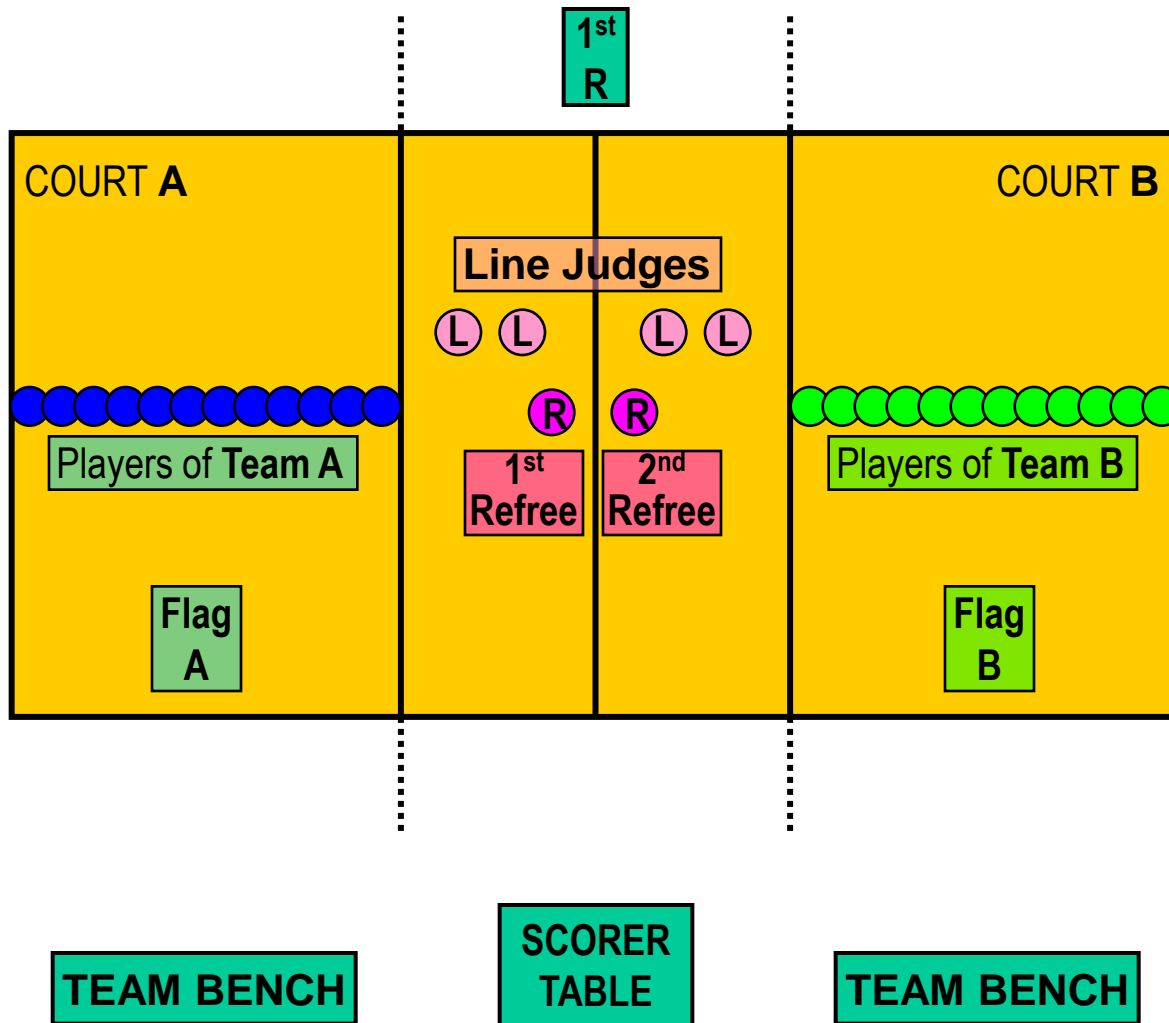 1st
R
COURT A
COURT B
Line Judges
L L L L
R R
Players of Team A
1st
Refree
2nd
Refree
Players of Team B
Flag
A
Flag
B
TEAM BENCH
SCORER
TABLE
TEAM BENCH